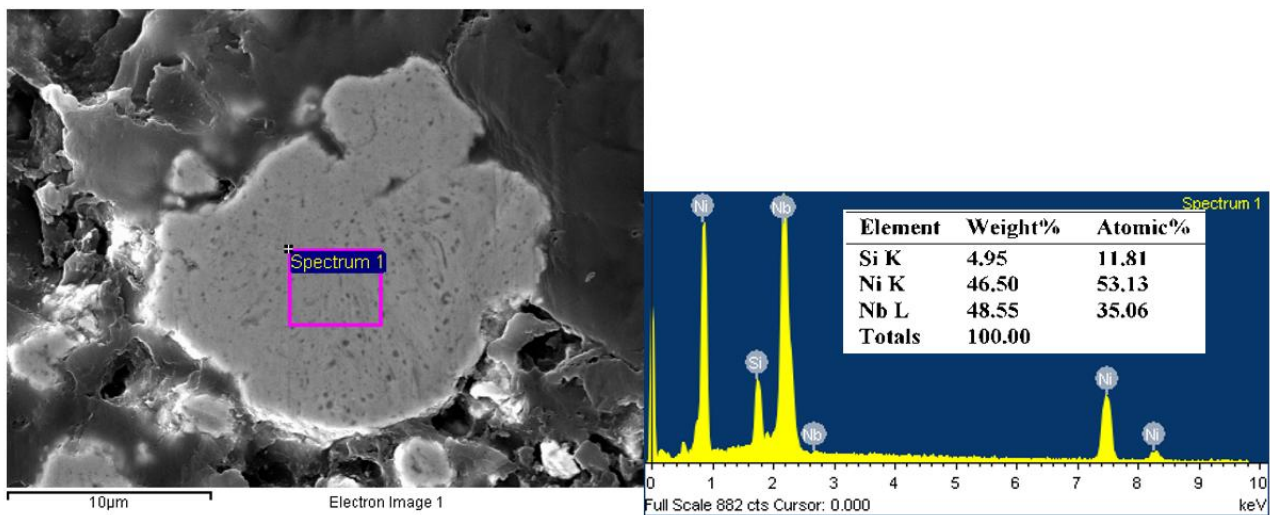 Spectrum 1
10µm
Electron Image 1
Spectrum 1
Ni
Nb
Si
Nb
Ni
Ni
Element Weight% Atomic%
Si K 4.95 11.81
Ni K 46.50 53.13
Nb L 48.55 35.06
Totals 100.00
0 1 2 3 4 5 6 7 8 9 10
Full Scale 882 cts Cursor: 0.000 keV